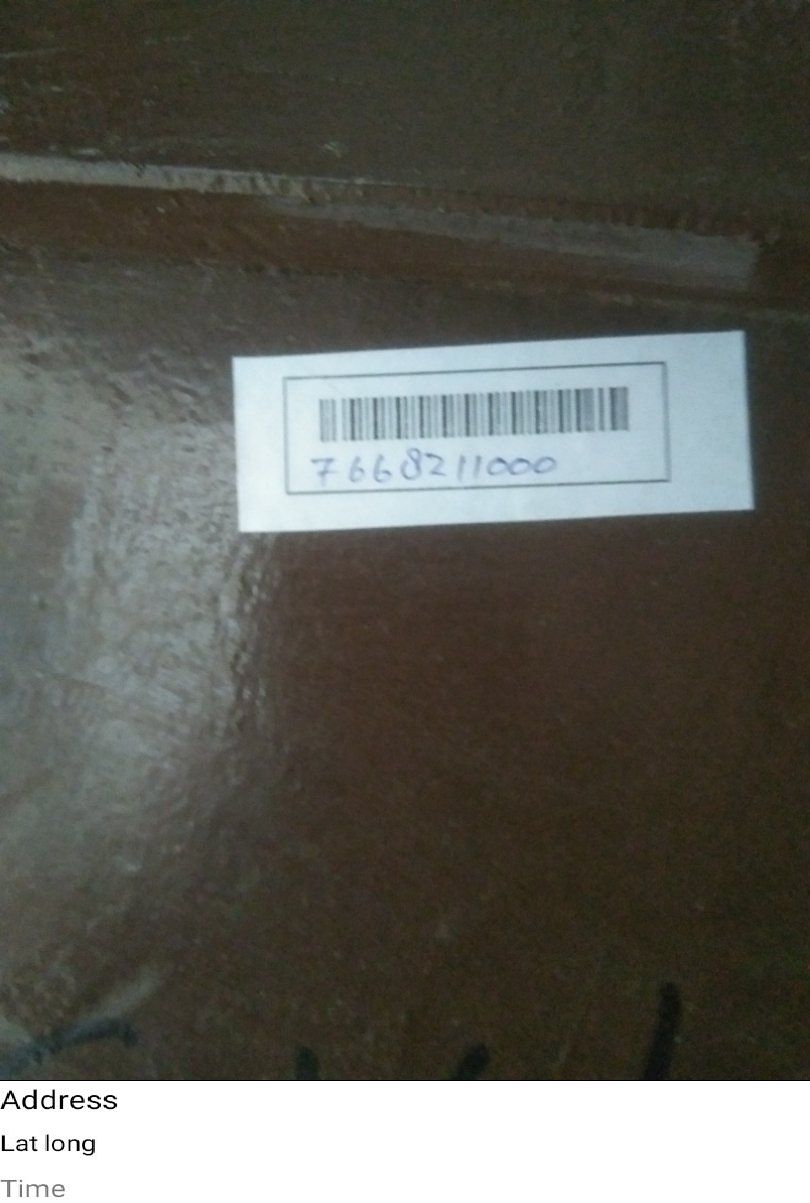 7668211000
Address
Lat long
Time